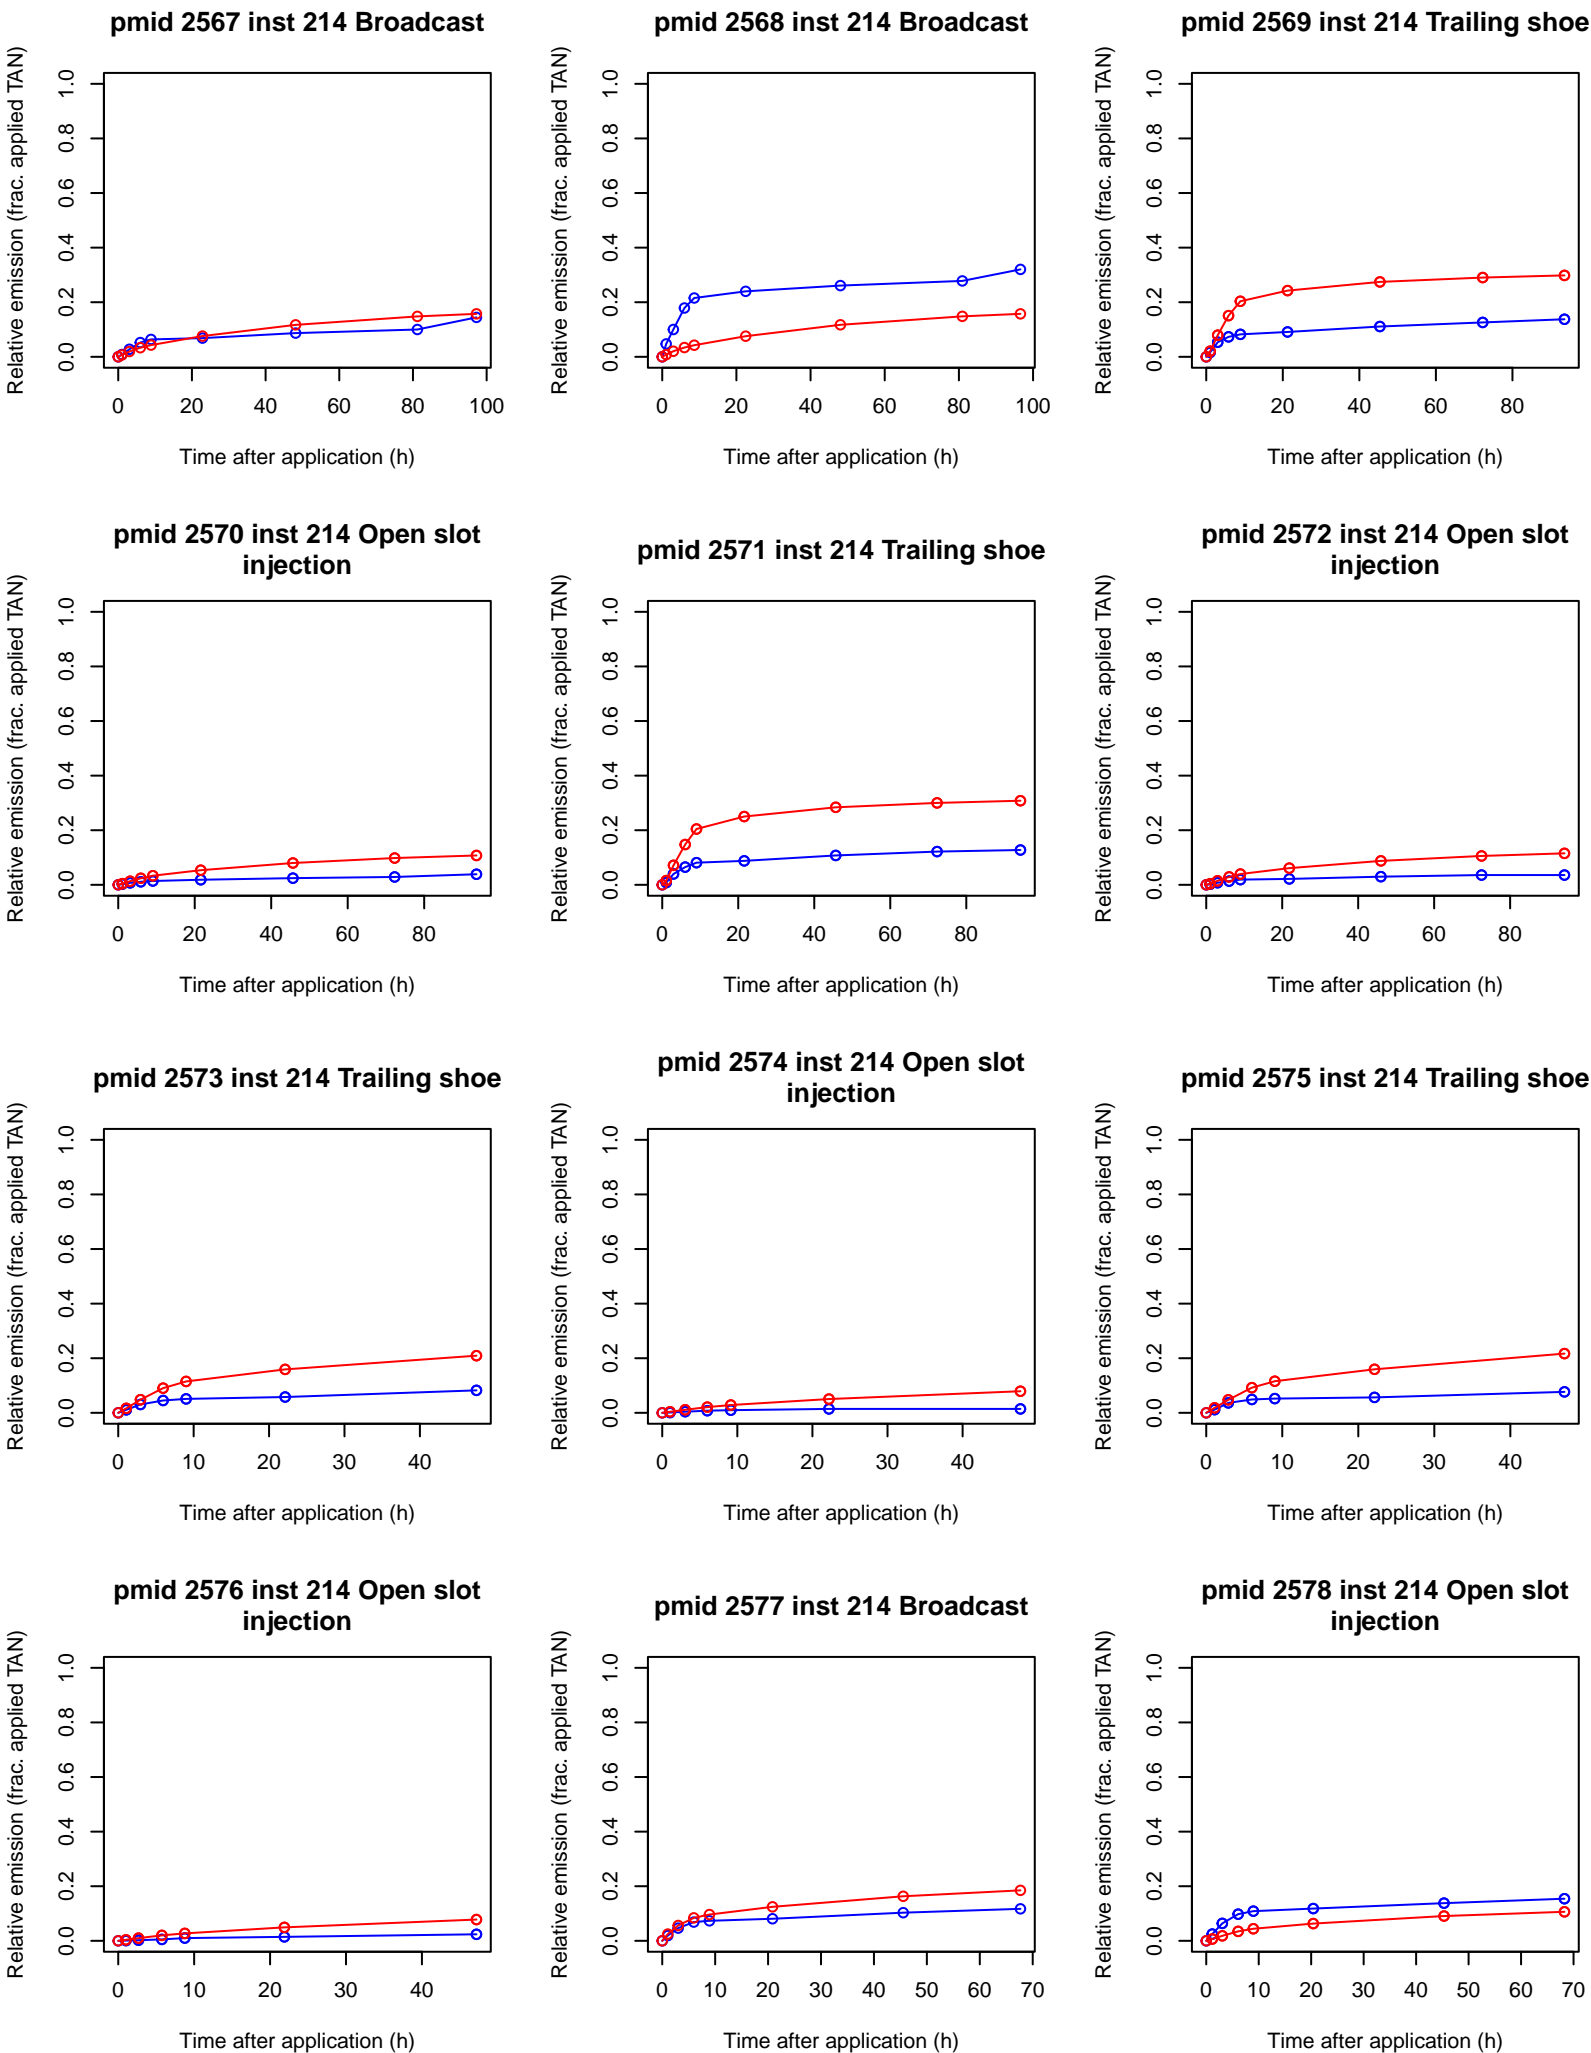 pmid 2567 inst 214 Broadcast
Relative emission (frac. applied TAN)
1.0
0.8
0.6
0.4
0.2
0.0
0 20 40 60 80 100
Time after application (h)
pmid 2568 inst 214 Broadcast
Relative emission (frac. applied TAN)
1.0
0.8
0.6
0.4
0.2
0.0
0 20 40 60 80 100
Time after application (h)
pmid 2569 inst 214 Trailing shoe
Relative emission (frac. applied TAN)
1.0
0.8
0.6
0.4
0.2
0.0
0 20 40 60 80
Time after application (h)
pmid 2570 inst 214 Open slot
injection
Relative emission (frac. applied TAN)
1.0
0.8
0.6
0.4
0.2
0.0
0 20 40 60 80
Time after application (h)
pmid 2571 inst 214 Trailing shoe
Relative emission (frac. applied TAN)
1.0
0.8
0.6
0.4
0.2
0.0
0 20 40 60 80
Time after application (h)
pmid 2572 inst 214 Open slot
injection
Relative emission (frac. applied TAN)
1.0
0.8
0.6
0.4
0.2
0.0
0 20 40 60 80
Time after application (h)
pmid 2573 inst 214 Trailing shoe
Relative emission (frac. applied TAN)
1.0
0.8
0.6
0.4
0.2
0.0
0 10 20 30 40
Time after application (h)
pmid 2574 inst 214 Open slot
injection
Relative emission (frac. applied TAN)
1.0
0.8
0.6
0.4
0.2
0.0
0 10 20 30 40
Time after application (h)
pmid 2575 inst 214 Trailing shoe
Relative emission (frac. applied TAN)
1.0
0.8
0.6
0.4
0.2
0.0
0 10 20 30 40
Time after application (h)
pmid 2576 inst 214 Open slot
injection
Relative emission (frac. applied TAN)
1.0
0.8
0.6
0.4
0.2
0.0
0 10 20 30 40
Time after application (h)
pmid 2577 inst 214 Broadcast
Relative emission (frac. applied TAN)
1.0
0.8
0.6
0.4
0.2
0.0
0 10 20 30 40 50 60 70
Time after application (h)
pmid 2578 inst 214 Open slot
injection
Relative emission (frac. applied TAN)
1.0
0.8
0.6
0.4
0.2
0.0
0 10 20 30 40 50 60 70
Time after application (h)